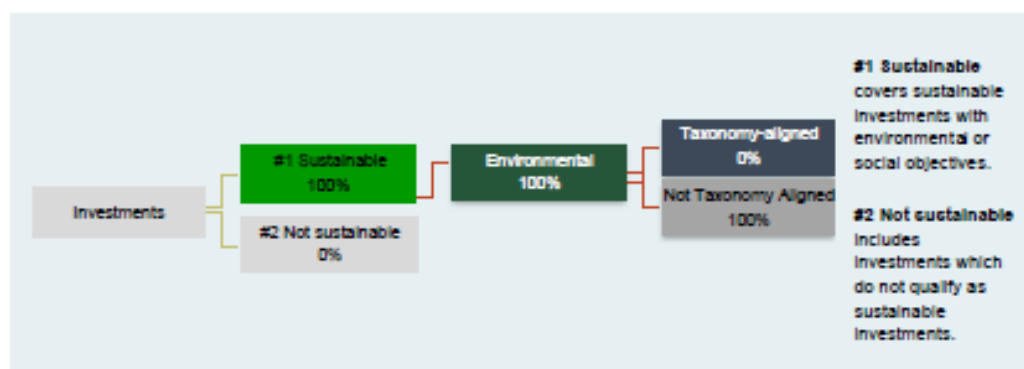 Investments
#1 Sustainable
100%
#2 Not sustainable
0%
Environmental
100%
Taxonomy-aligned
0%
Not Taxonomy Aligned
100%
#1 Sustainable
covers sustainable
investments with
environmental or
social objectives.
#2 Not sustainable
includes
investments which
do not qualify as
sustainable
investments.